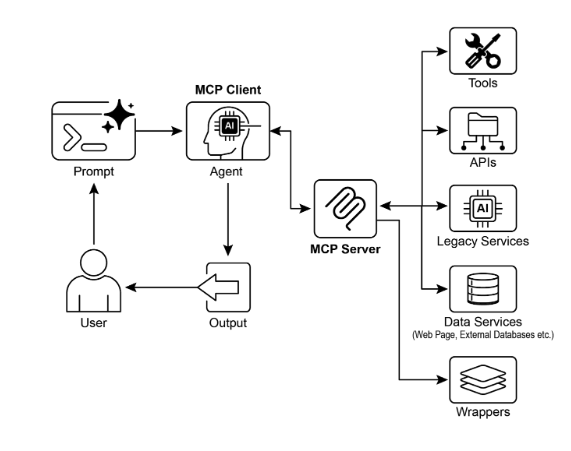 Tools
MCP Client
AI
Prompt
Agent
APIs
AI
MCP Server
Legacy Services
User
Output
Data Services
(Web Page, External Databases etc.)
Wrappers